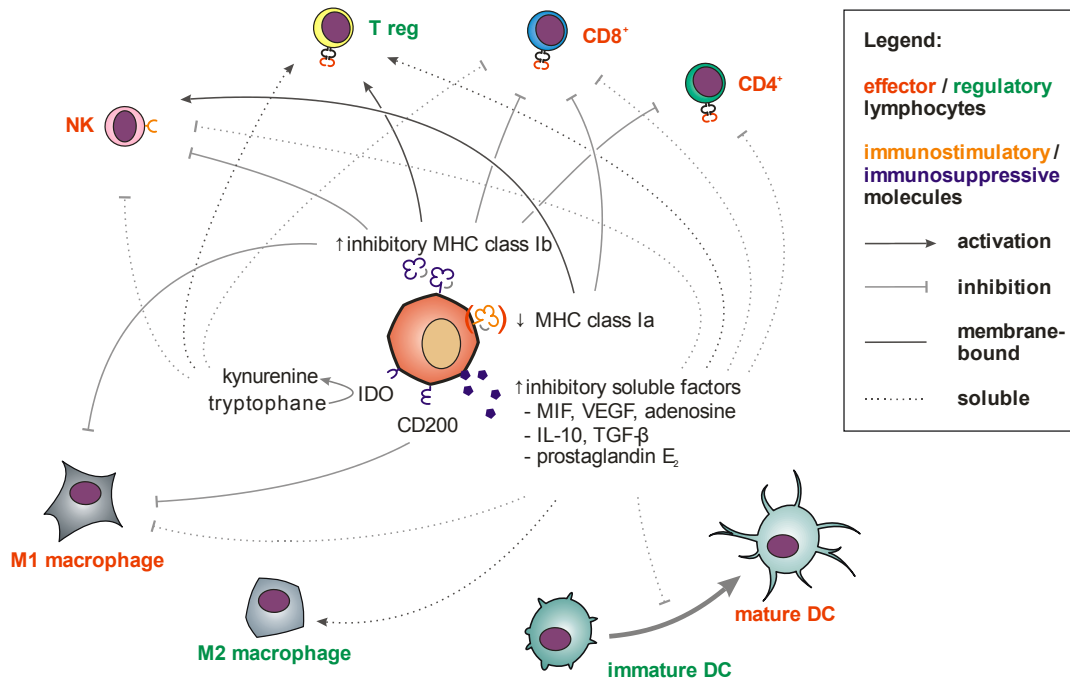 T reg
CD8⁺
CD4⁺
NK
↑inhibitory MHC class Ib
↓ MHC class Ia
kynurenine
tryptophane
IDO
CD200
↑inhibitory soluble factors
- MIF, VEGF, adenosine
- IL-10, TGF-β
- prostaglandin E₂
M1 macrophage
M2 macrophage
immature DC
mature DC
Legend:
effector / regulatory
lymphocytes
immunostimulatory /
immunosuppressive
molecules
activation
inhibition
membrane-
bound
soluble